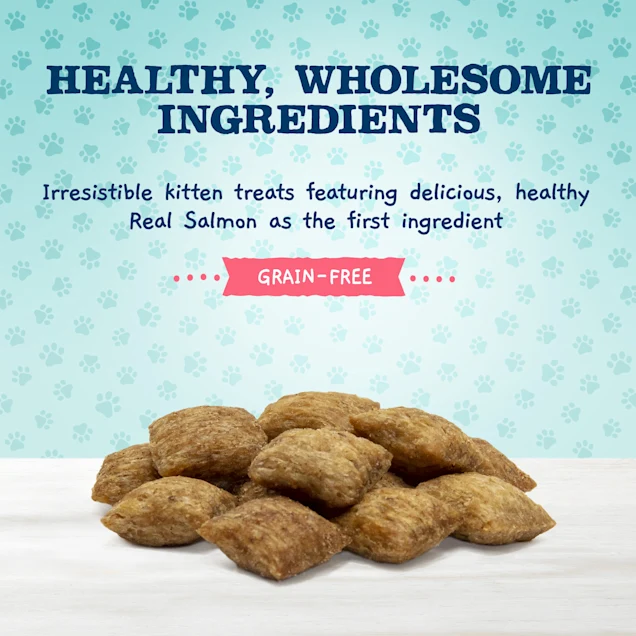 HEALTHY, WHOLESOME
INGREDIENTS
Irresistible kitten treats featuring delicious, healthy
Real Salmon as the first ingredient
GRAIN-FREE